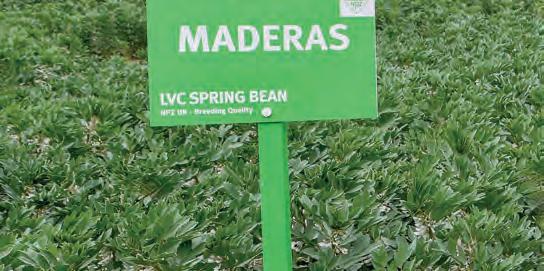 MADERAS
LVC SPRING BEAN
NPZ UK - Breeding Quality